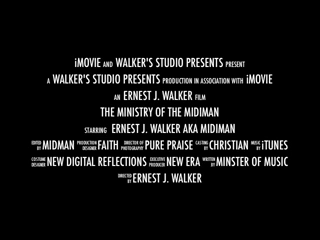 iMOVIE AND WALKER'S STUDIO PRESENTS PRESENT
A WALKER'S STUDIO PRESENTS PRODUCTION IN ASSOCIATION WITH iMOVIE
AN ERNEST J. WALKER FILM
THE MINISTRY OF THE MIDIMAN
STARRING ERNEST J. WALKER AKA MIDIMAN
EDITED BY MIDMAN PRODUCTION DESIGNER FAITH DIRECTOR OF PHOTOGRAPHY PURE PRAISE CASTING BY CHRISTIAN MUSIC BY iTUNES
COSTUME DESIGNER NEW DIGITAL REFLECTIONS EXECUTIVE PRODUCER NEW ERA WRITTEN BY MINSTER OF MUSIC
DIRECTED BY ERNEST J. WALKER